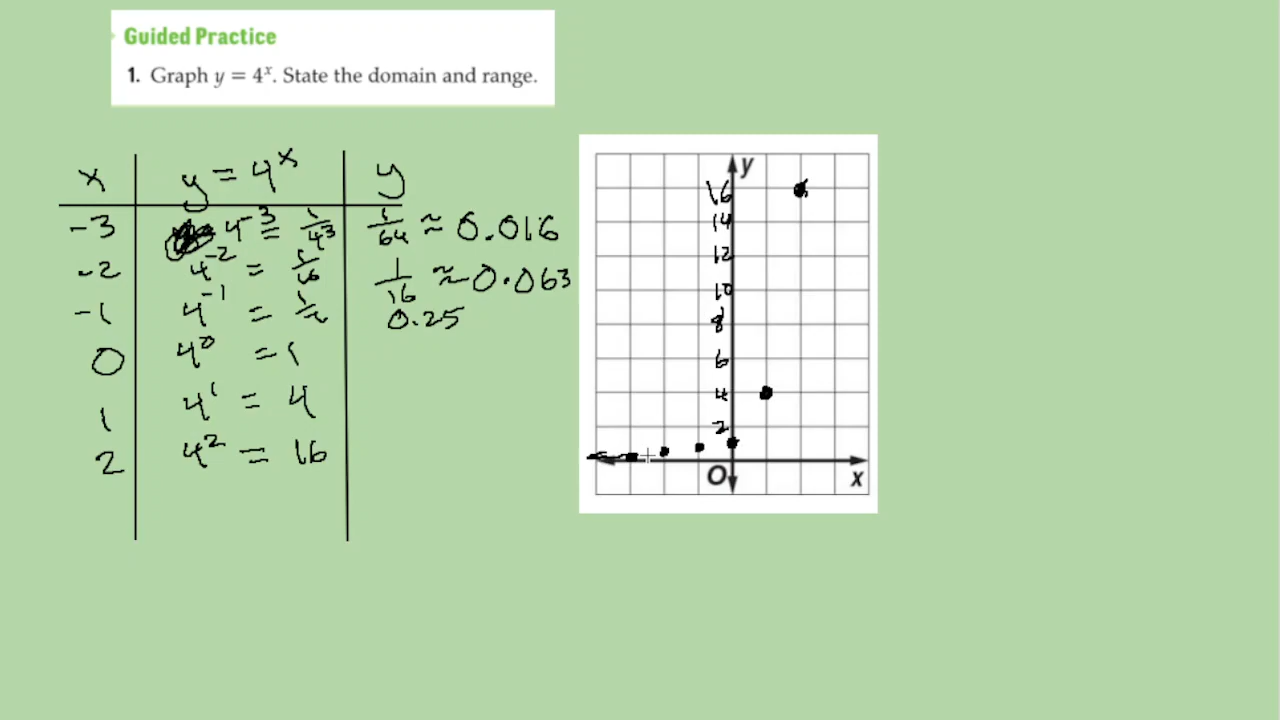 Guided Practice
1. Graph y = 4ˣ. State the domain and range.
x y = 4ˣ y
-3 4⁻³ = 1/4³ 1/64 ≈ 0.016
-2 4⁻² = 1/16 1/16 ≈ 0.063
-1 4⁻¹ = 0.25
0 4⁰ = 1
1 4¹ = 4
2 4² = 16
y
16
14
12
10
8
6
4
2
O x